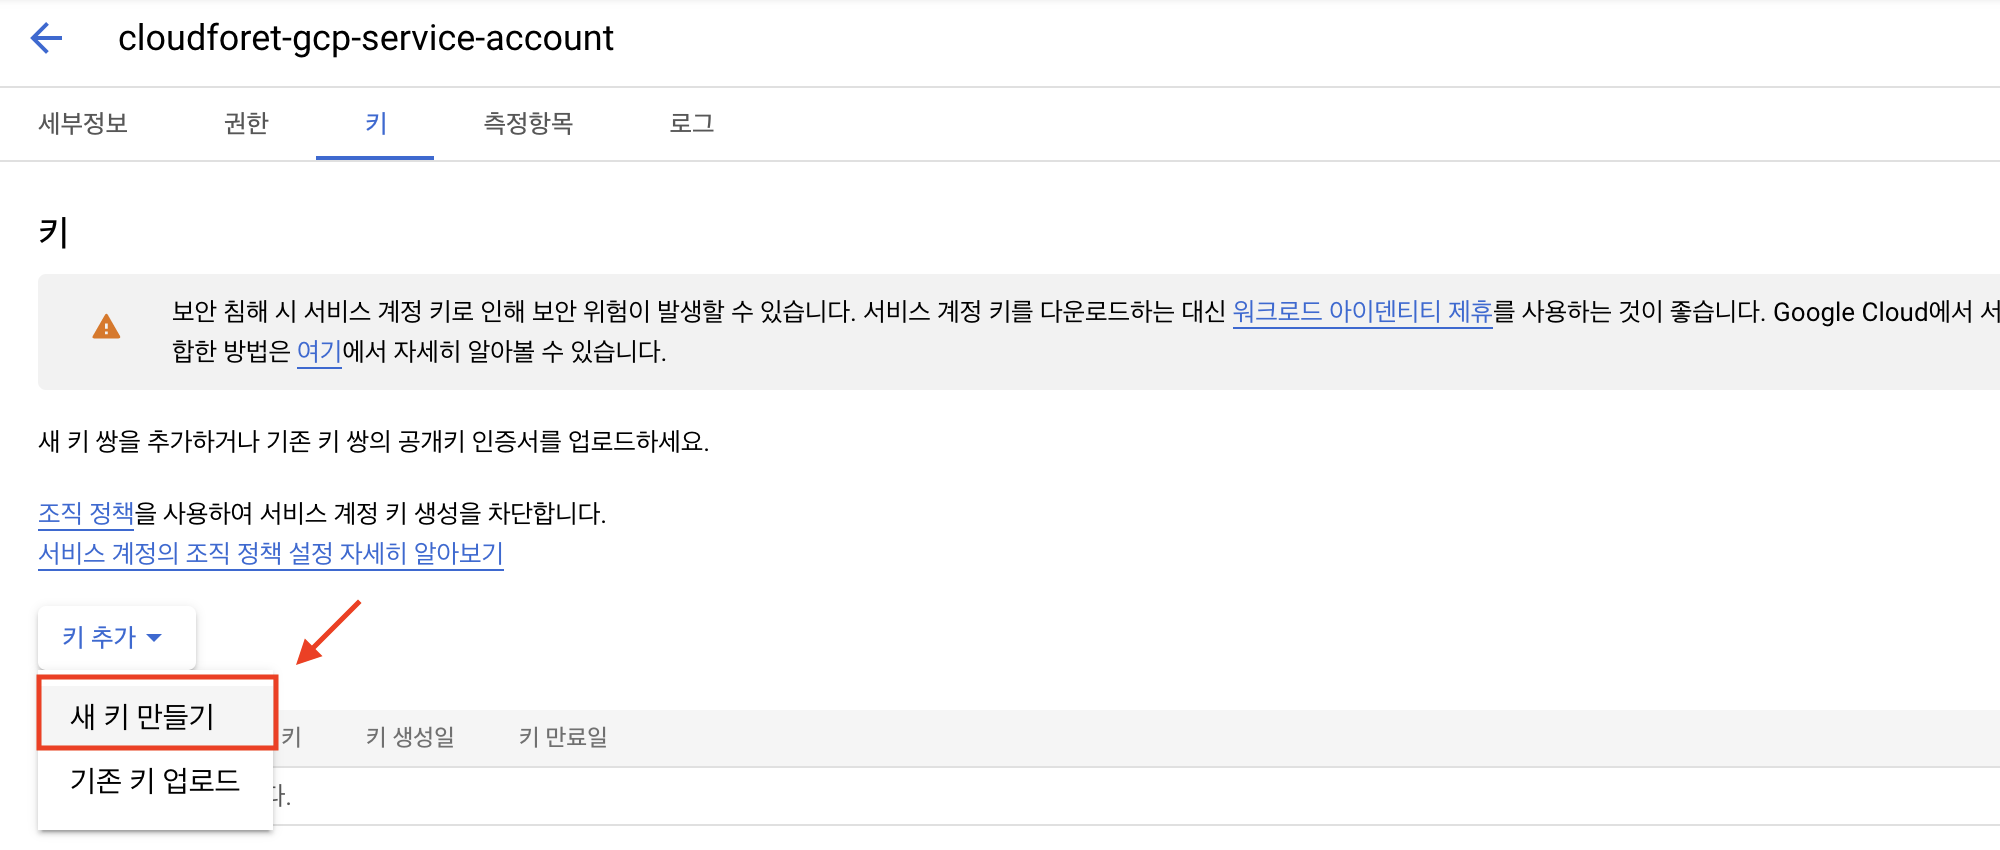 cloudforet-gcp-service-account
세부정보 권한 키 측정항목 로그
키
보안 침해 시 서비스 계정 키로 인해 보안 위험이 발생할 수 있습니다. 서비스 계정 키를 다운로드하는 대신 워크로드 아이덴티티 제휴를 사용하는 것이 좋습니다. Google Cloud에서 서
합한 방법은 여기에서 자세히 알아볼 수 있습니다.
새 키 쌍을 추가하거나 기존 키 쌍의 공개키 인증서를 업로드하세요.
조직 정책을 사용하여 서비스 계정 키 생성을 차단합니다.
서비스 계정의 조직 정책 설정 자세히 알아보기
키 추가
새 키 만들기
키 키 생성일 키 만료일
기존 키 업로드
다.